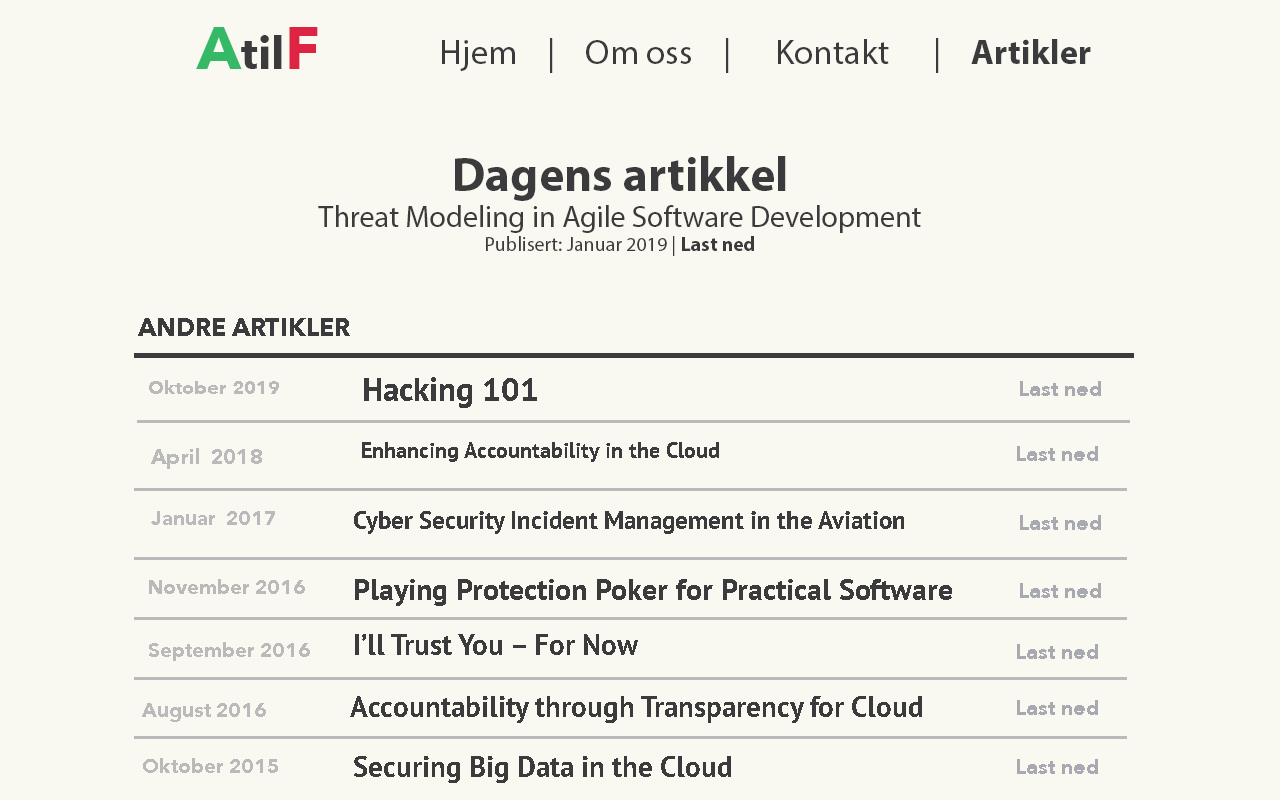 AtilF
Hjem | Om oss | Kontakt | Artikler
Dagens artikkel
Threat Modeling in Agile Software Development
Publisert: Januar 2019 | Last ned
ANDRE ARTIKLER
Oktober 2019 Hacking 101 Last ned
April 2018 Enhancing Accountability in the Cloud Last ned
Januar 2017 Cyber Security Incident Management in the Aviation Last ned
November 2016 Playing Protection Poker for Practical Software Last ned
September 2016 I’ll Trust You – For Now Last ned
August 2016 Accountability through Transparency for Cloud Last ned
Oktober 2015 Securing Big Data in the Cloud Last ned